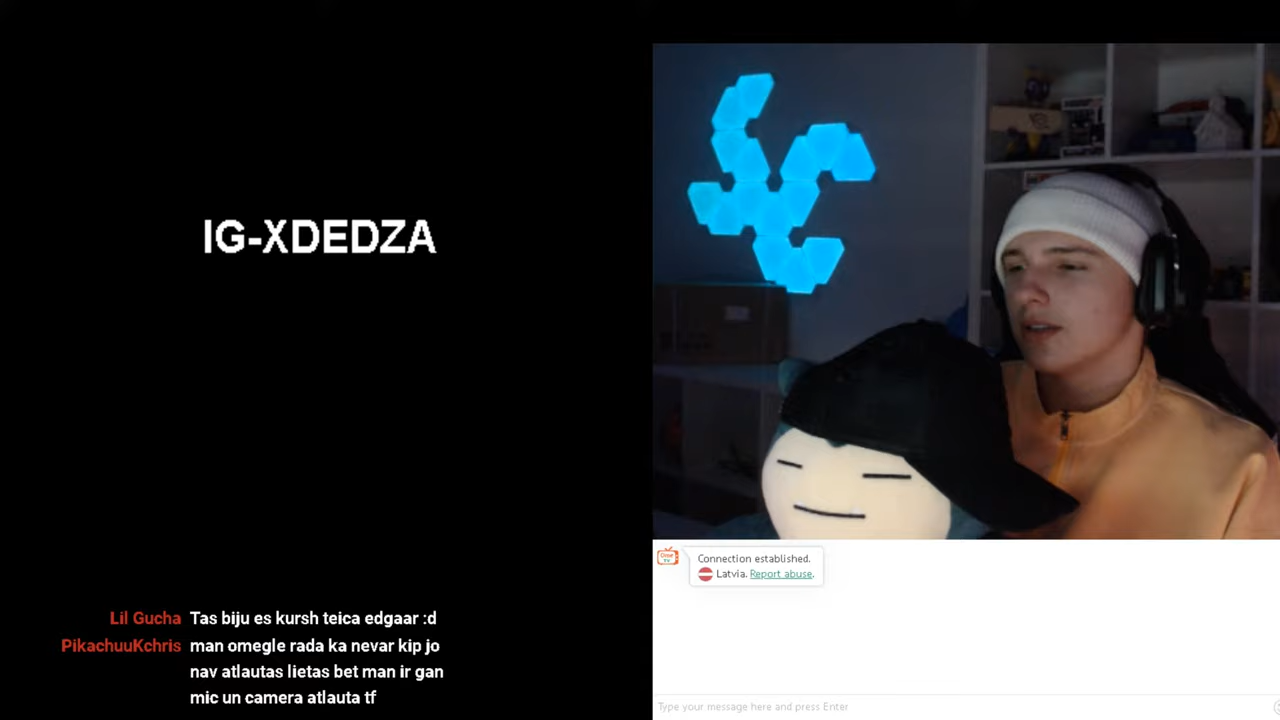 IG-XDEDZA
Lil Gucha Tas biju es kursh teica edgaar :d
PikachuuKchris man omegle rada ka nevar kip jo
nav atlautas lietas bet man ir gan
mic un camera atlauta tf
Connection established.
Latvia. Report abuse.
Type your message here and press Enter